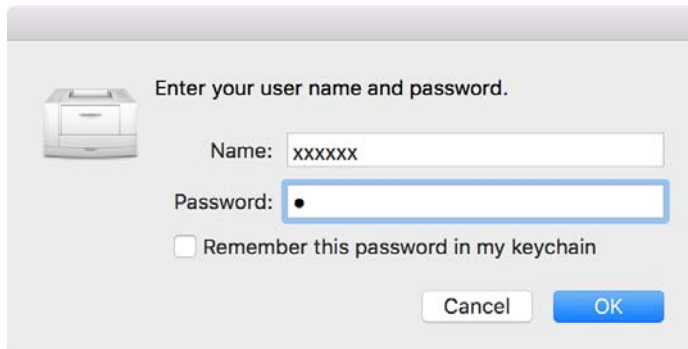 Enter your user name and password.
Name: xxxxxx
Password: •
Remember this password in my keychain
Cancel OK